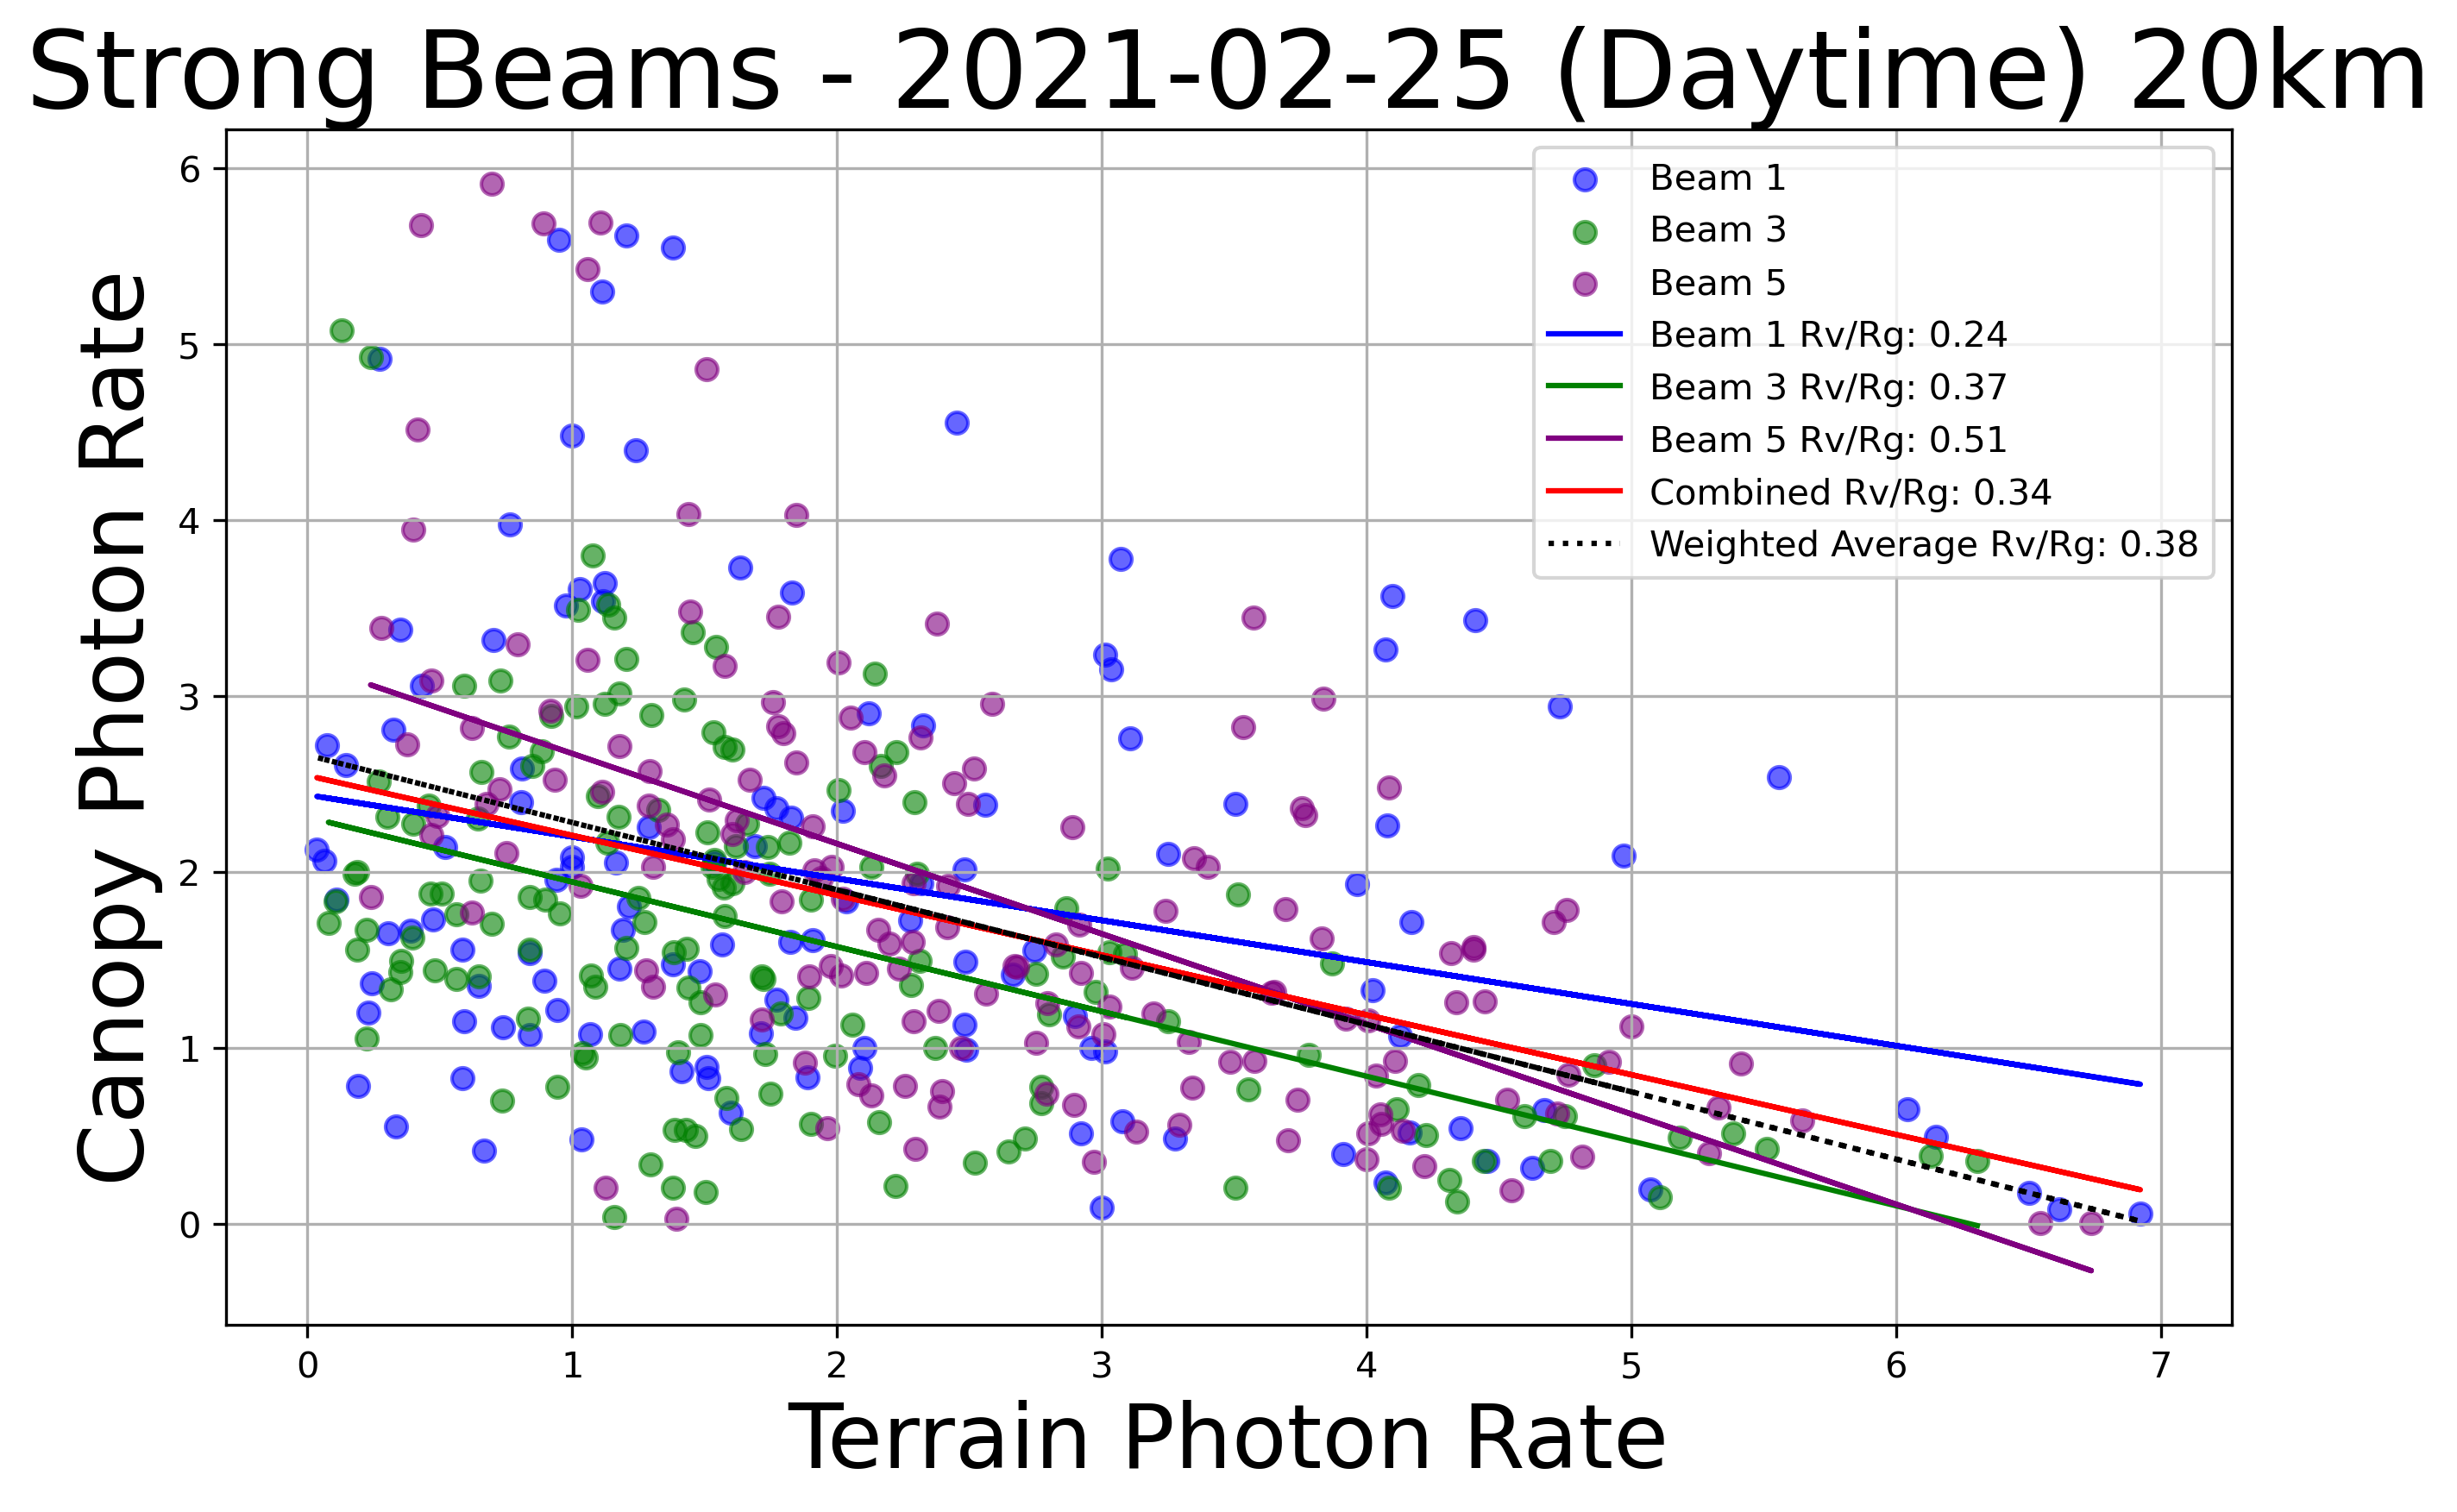 Strong Beams - 2021-02-25 (Daytime) 20km
Canopy Photon Rate
6
5
4
3
2
1
0
Beam 1
Beam 3
Beam 5
Beam 1 Rv/Rg: 0.24
Beam 3 Rv/Rg: 0.37
Beam 5 Rv/Rg: 0.51
Combined Rv/Rg: 0.34
Weighted Average Rv/Rg: 0.38
0 1 2 3 4 5 6 7
Terrain Photon Rate